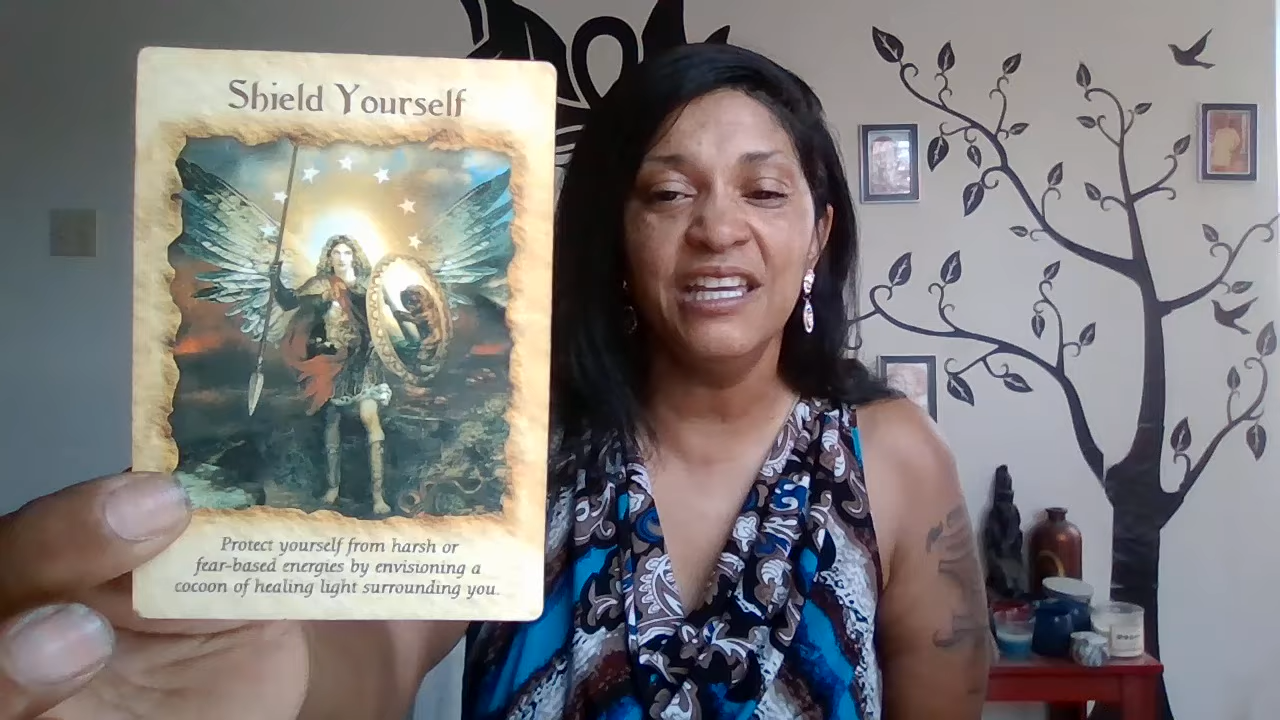 Shield Yourself
Protect yourself from harsh or
fear-based energies by envisioning a
cocoon of healing light surrounding you.